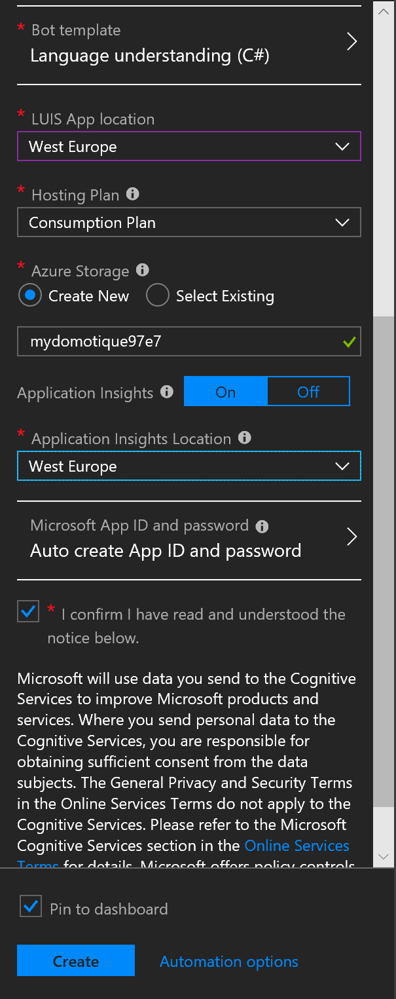 * Bot template
Language understanding (C#)
* LUIS App location
West Europe
* Hosting Plan
Consumption Plan
* Azure Storage
Create New Select Existing
mydomotique97e7
Application Insights On Off
* Application Insights Location
West Europe
Microsoft App ID and password
Auto create App ID and password
* I confirm I have read and understood the
notice below.
Microsoft will use data you send to the Cognitive
Services to improve Microsoft products and
services. Where you send personal data to the
Cognitive Services, you are responsible for
obtaining sufficient consent from the data
subjects. The General Privacy and Security Terms
in the Online Services Terms do not apply to the
Cognitive Services. Please refer to the Microsoft
Cognitive Services section in the Online Services
Terms for details. Microsoft offers policy controls
Pin to dashboard
Create Automation options